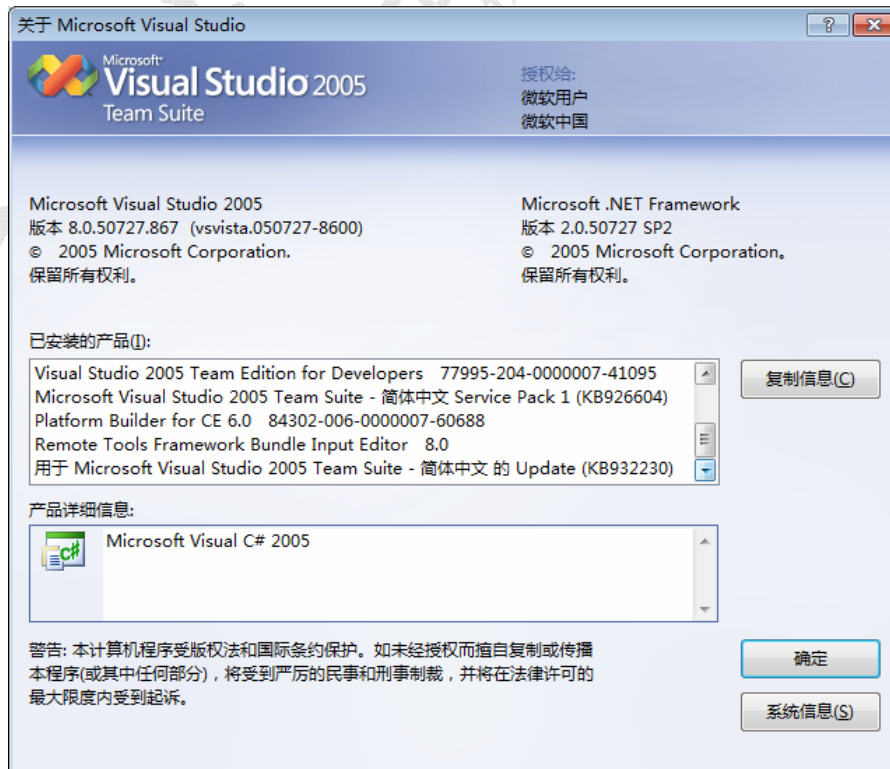 关于 Microsoft Visual Studio
Microsoft
Visual Studio 2005
Team Suite
授权给:
微软用户
微软中国
Microsoft Visual Studio 2005
版本 8.0.50727.867 (vsvista.050727-8600)
© 2005 Microsoft Corporation.
保留所有权利。
Microsoft .NET Framework
版本 2.0.50727 SP2
© 2005 Microsoft Corporation。
保留所有权利。
已安装的产品(I):
Visual Studio 2005 Team Edition for Developers 77995-204-0000007-41095
Microsoft Visual Studio 2005 Team Suite - 简体中文 Service Pack 1 (KB926604)
Platform Builder for CE 6.0 84302-006-0000007-60688
Remote Tools Framework Bundle Input Editor 8.0
用于 Microsoft Visual Studio 2005 Team Suite - 简体中文 的 Update (KB932230)
复制信息(C)
产品详细信息:
C#
Microsoft Visual C# 2005
警告: 本计算机程序受版权法和国际条约保护。如未经授权而擅自复制或传播
本程序(或其中任何部分)，将受到严厉的民事和刑事制裁，并将在法律许可的
最大限度内受到起诉。
确定
系统信息(S)